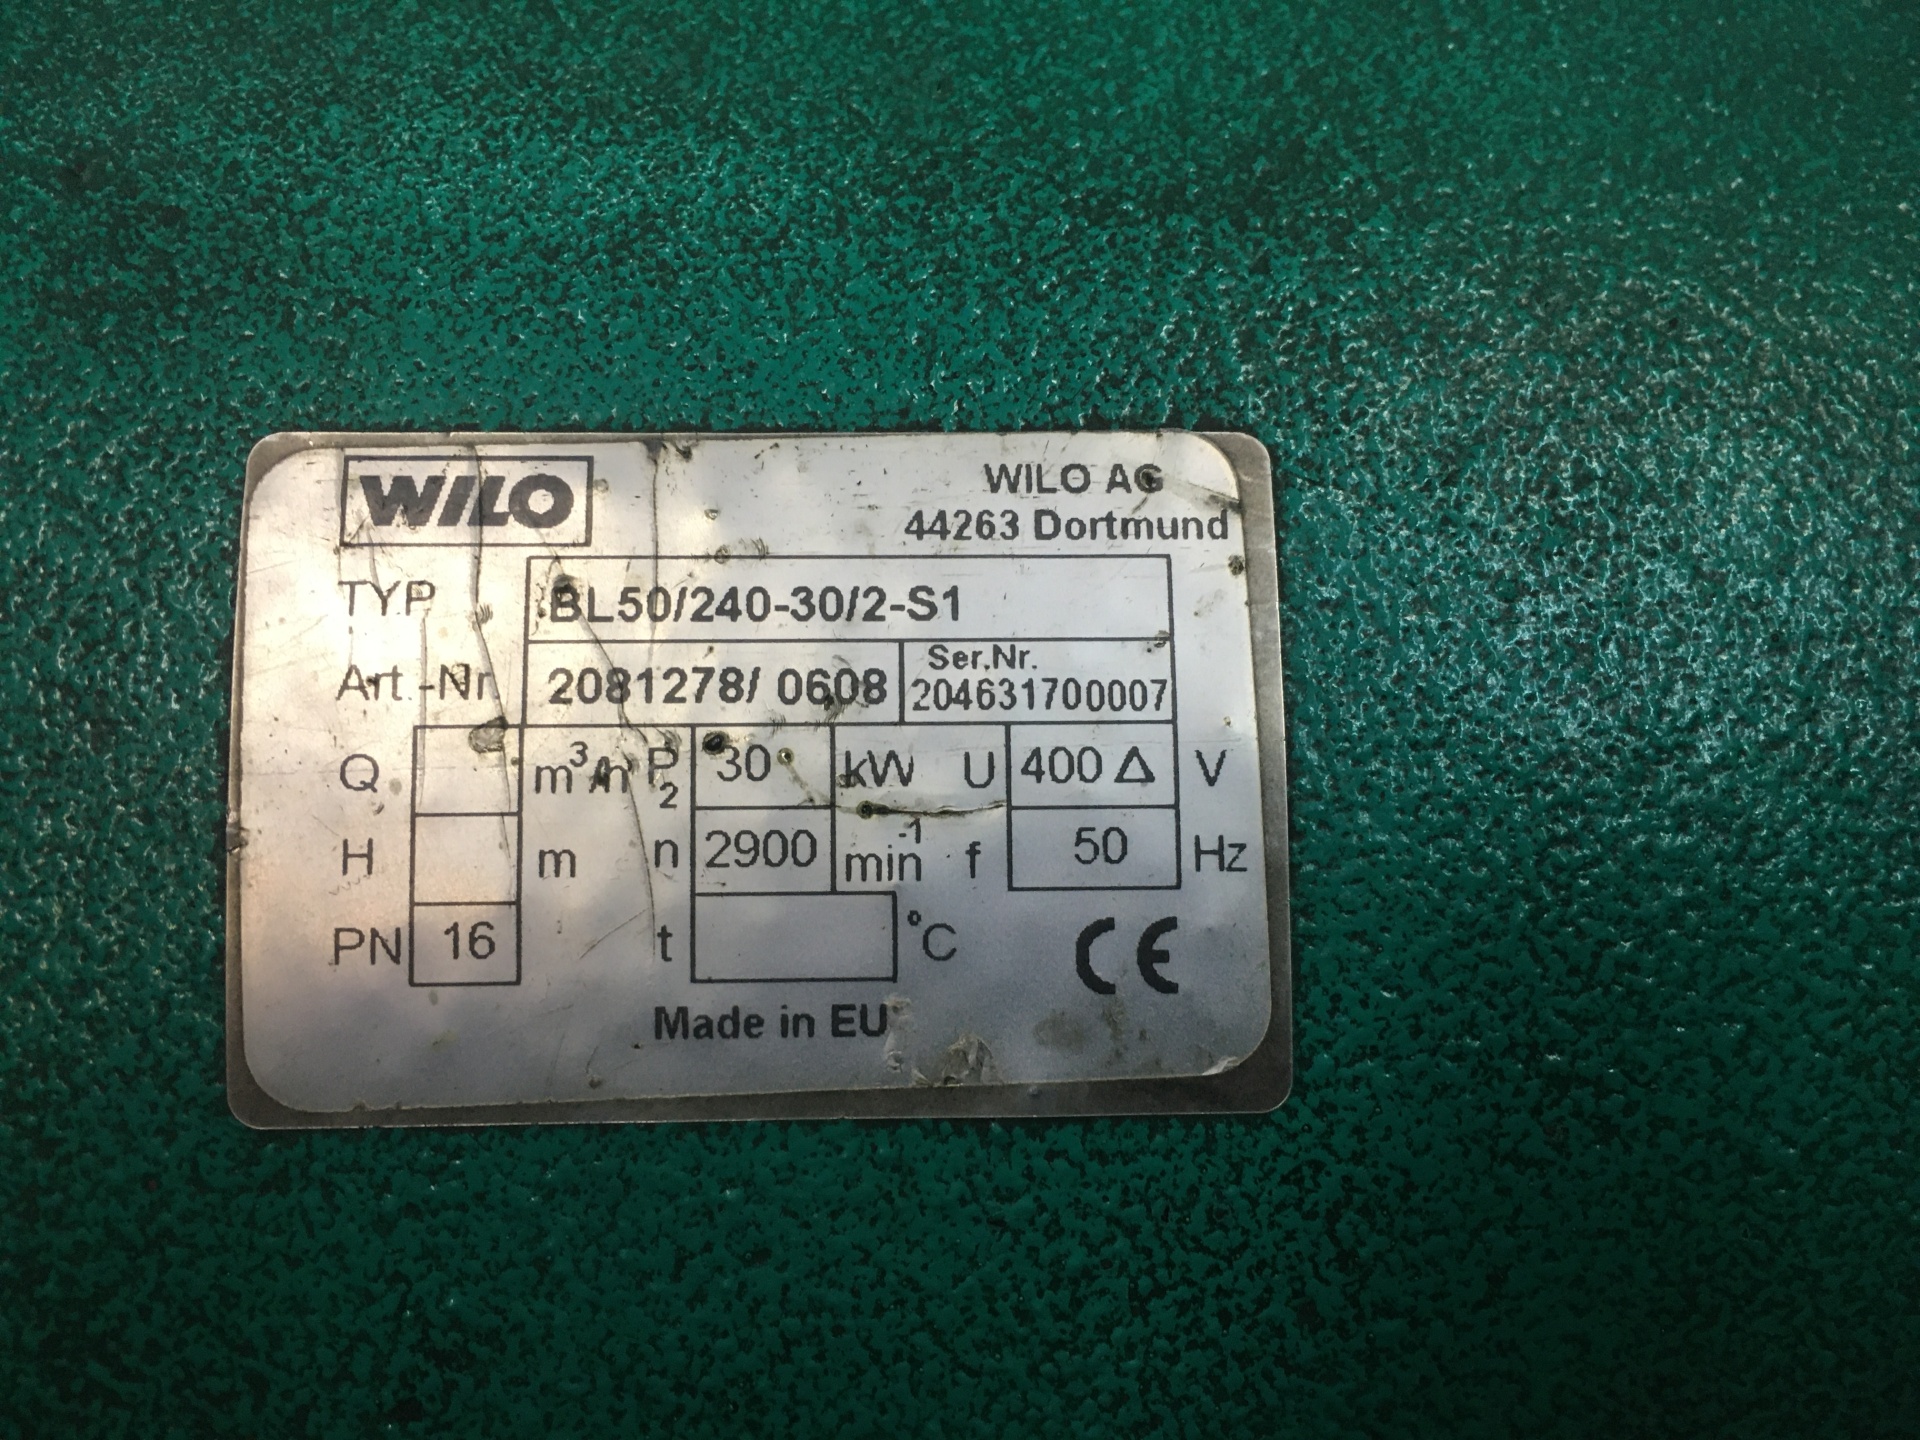 WILO
WILO AG
44263 Dortmund
TYP BL50/240-30/2-S1
Art.-Nr. 2081278/ 0608 Ser.Nr. 204631700007
Q m³/h P2 30 kW U 400 Δ V
H m n 2900 min-1 f 50 Hz
PN 16 t °C CE
Made in EU